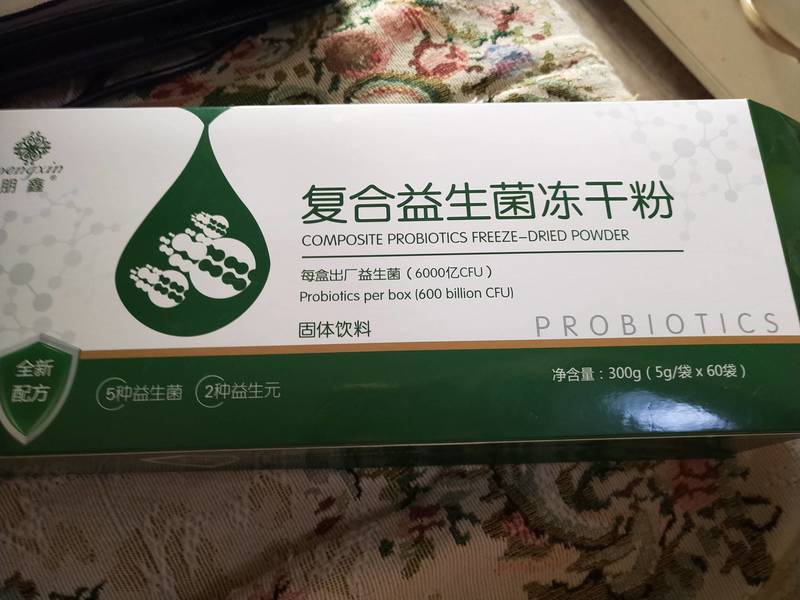 朋鑫®
复合益生菌冻干粉
COMPOSITE PROBIOTICS FREEZE-DRIED POWDER
每盒出厂益生菌（6000亿CFU）
Probiotics per box (600 billion CFU)
固体饮料
PROBIOTICS
全新
配方
5种益生菌
2种益生元
净含量：300g（5g/袋 x 60袋）